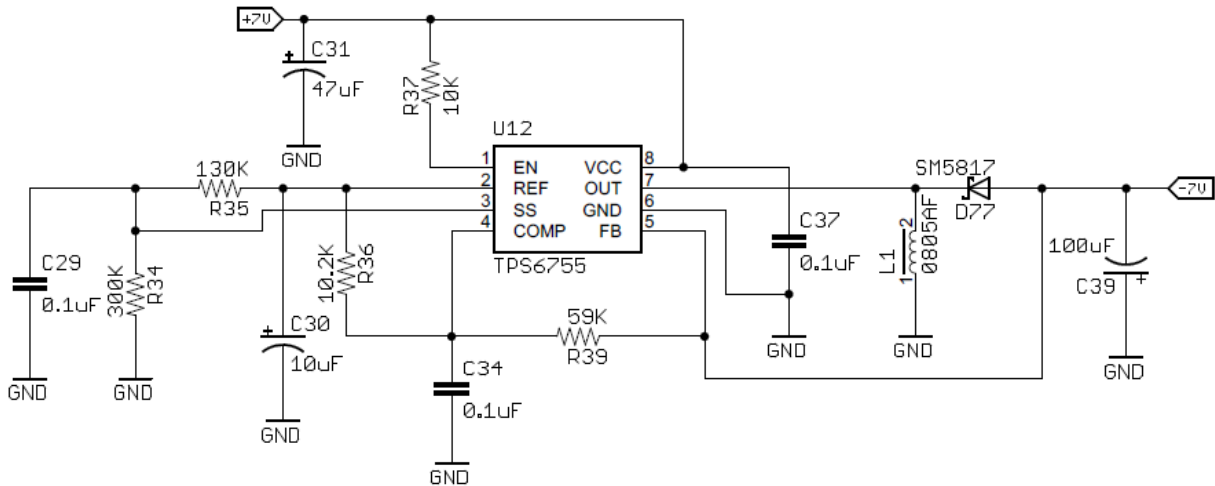 +7V
C31
47uF
GND
R37
10K
U12
TPS6755
1 EN VCC 8
2 REF OUT 7
3 SS GND 6
4 COMP FB 5
130K
R35
C29
0.1uF
GND
300K
R34
GND
10.2K
R36
C30
10uF
GND
C34
0.1uF
GND
59K
R39
C37
0.1uF
GND
L1
2
1
0805AF
GND
SM5817
D77
-7V
100uF
C39
GND
+
+
+